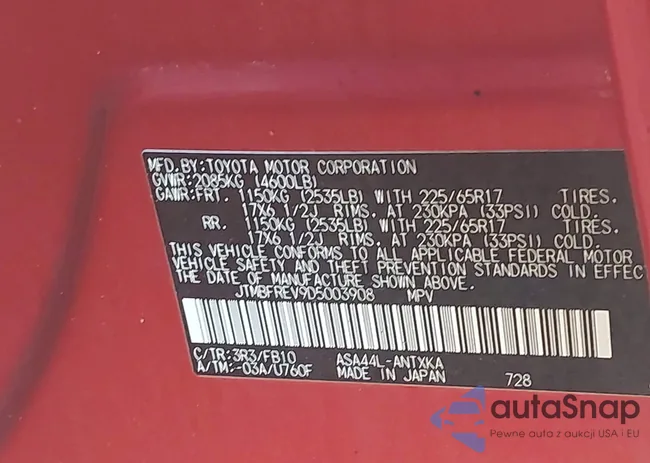 MFD.BY:TOYOTA MOTOR CORPORATION
GVWR:2085KG (4600LB)
GAWR:FRT. 1150KG (2535LB) WITH 225/65R17 TIRES.
17X6 1/2J RIMS. AT 230KPA (33PSI) COLD.
RR. 1150KG (2535LB) WITH 225/65R17 TIRES.
17X6 1/2J RIMS. AT 230KPA (33PSI) COLD.
THIS VEHICLE CONFORMS TO ALL APPLICABLE FEDERAL MOTOR
VEHICLE SAFETY AND THEFT PREVENTION STANDARDS IN EFFEC
THE DATE OF MANUFACTURE SHOWN ABOVE.
JTMBFREV9D5003908 MPV
C/TR:3R3/FB10 ASA44L-ANTXKA
A/TM:-03A/U760F MADE IN JAPAN 728
autaSnap
Pewne auta z aukcji USA i EU